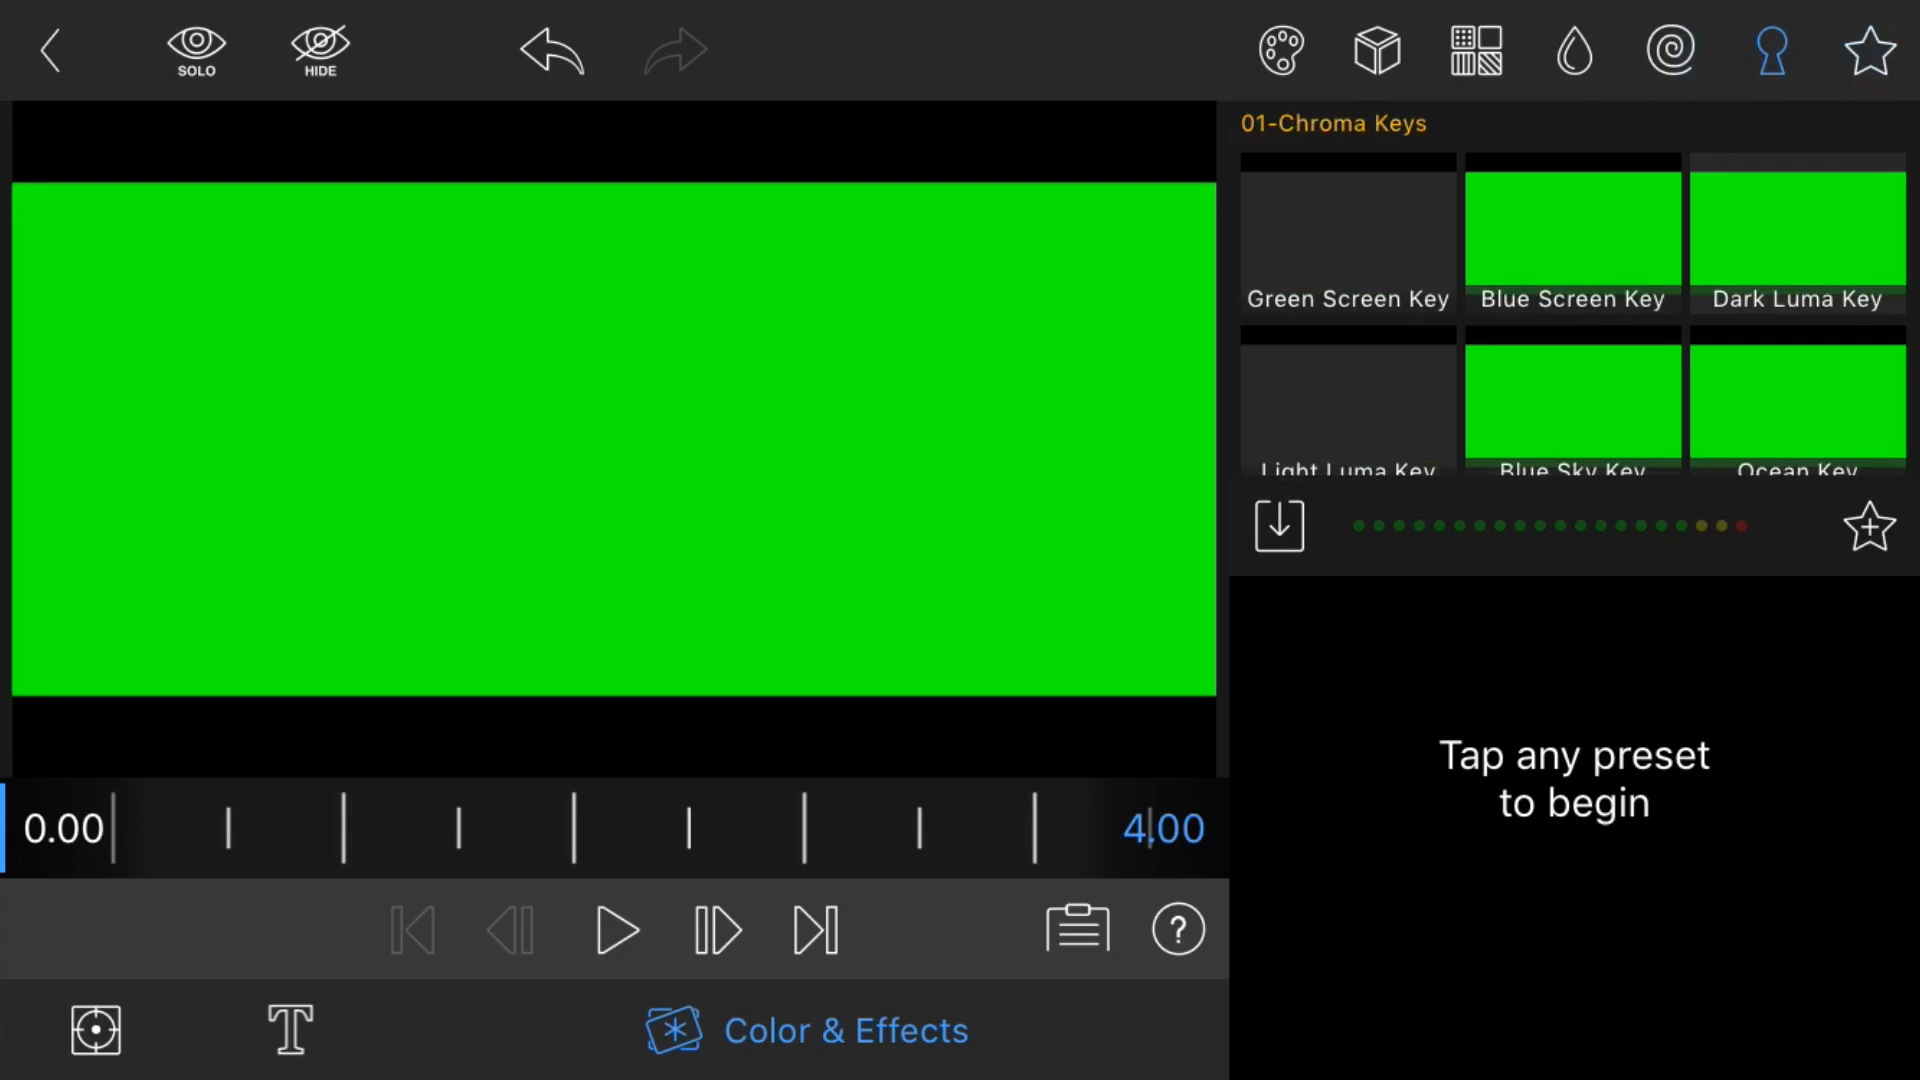 SOLO
HIDE
01-Chroma Keys
Green Screen Key
Blue Screen Key
Dark Luma Key
Light Luma Key
Blue Sky Key
Ocean Key
Tap any preset
to begin
0.00
4.00
?
T
Color & Effects